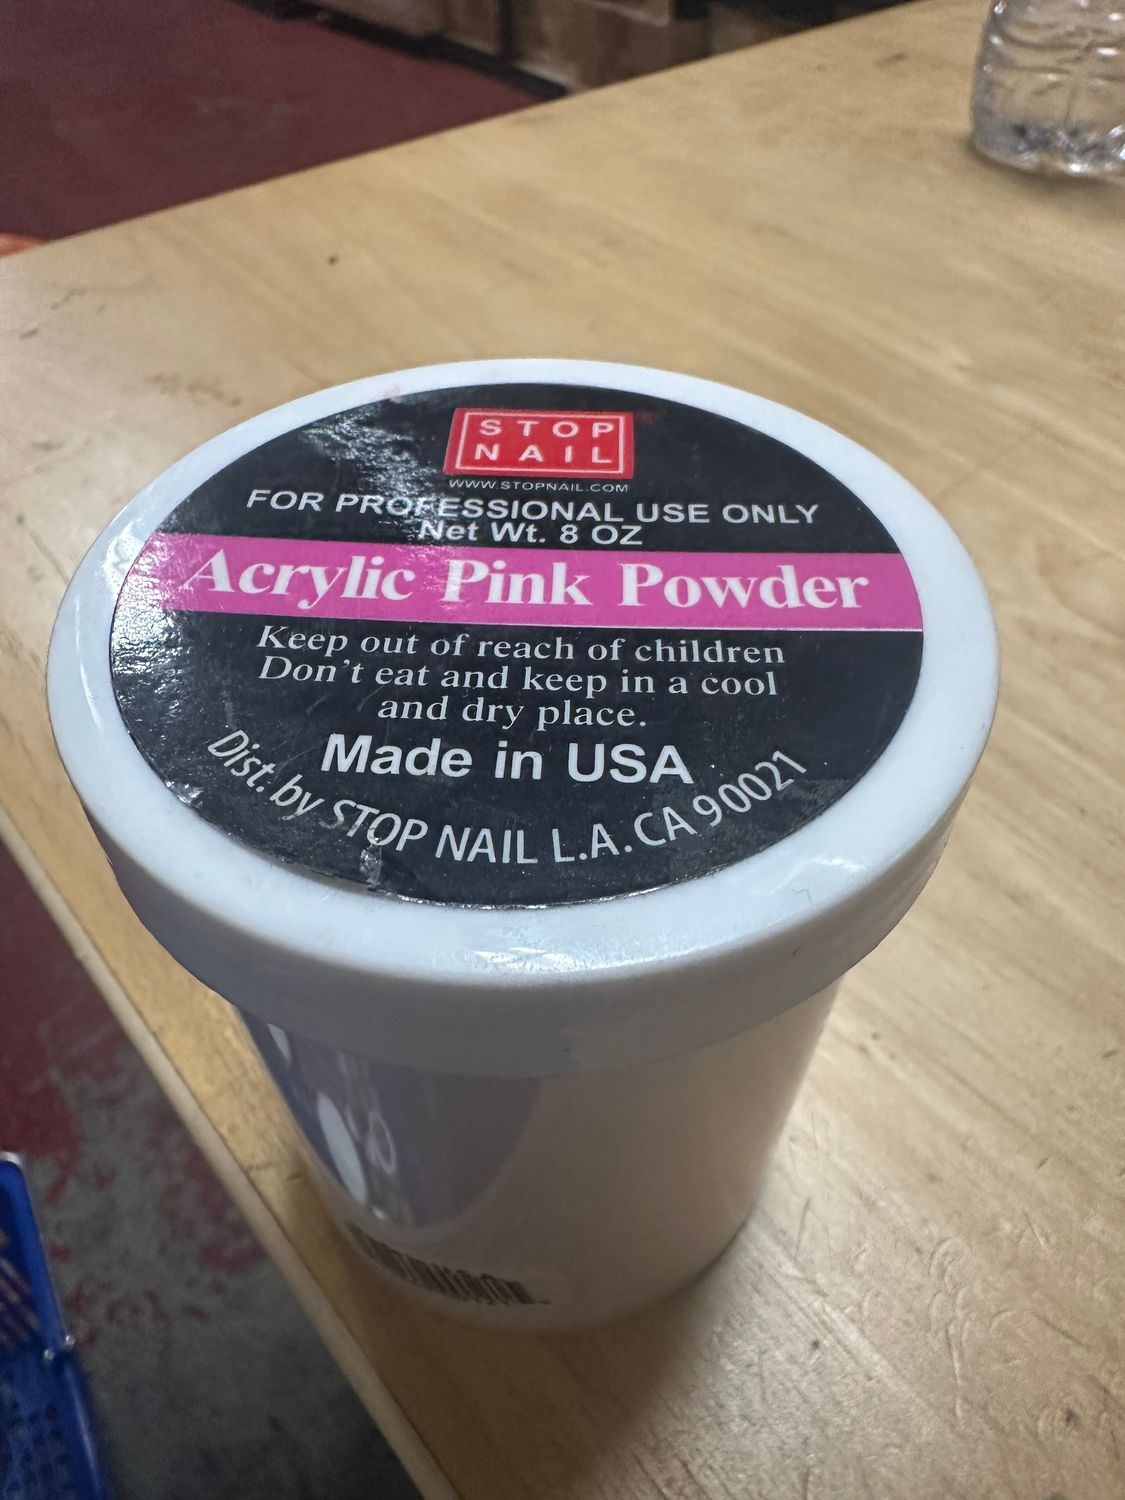 STOP
NAIL
WWW.STOPNAIL.COM
FOR PROFESSIONAL USE ONLY
Net Wt. 8 OZ
Acrylic Pink Powder
Keep out of reach of children
Don't eat and keep in a cool
and dry place.
Made in USA
Dist. by STOP NAIL L.A. CA 90021